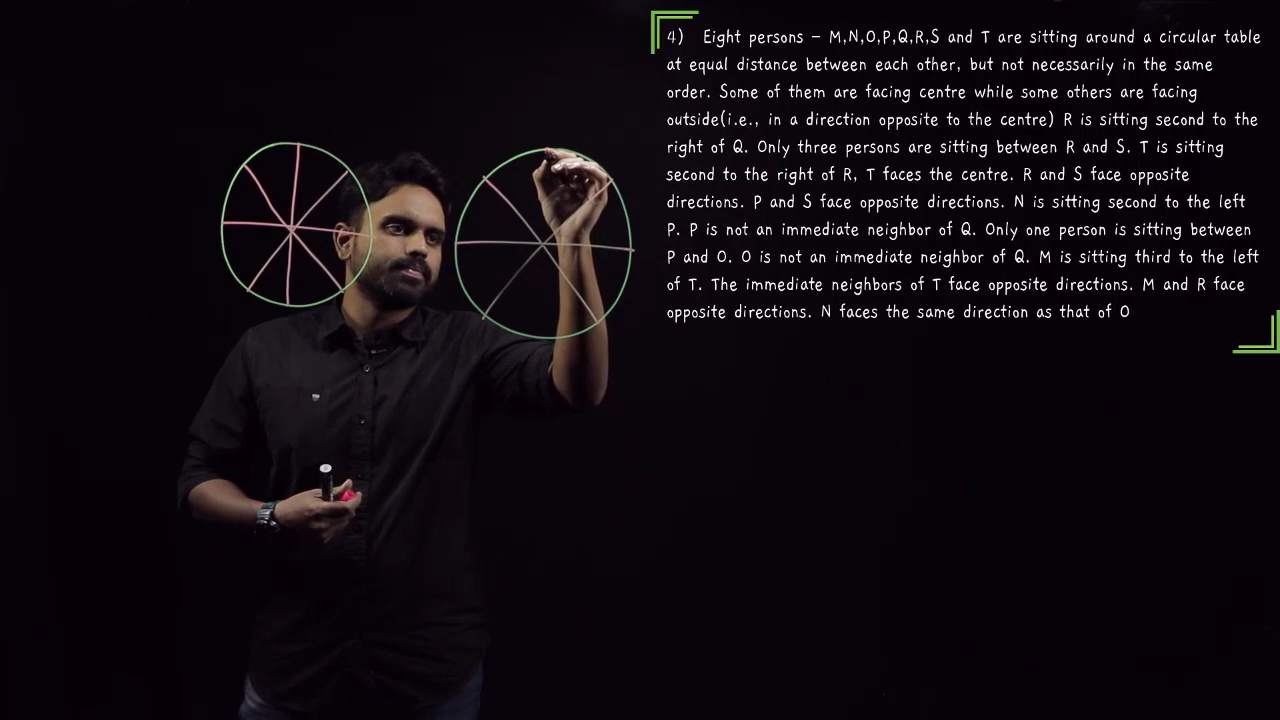 4) Eight persons – M,N,O,P,Q,R,S and T are sitting around a circular table
at equal distance between each other, but not necessarily in the same
order. Some of them are facing centre while some others are facing
outside(i.e., in a direction opposite to the centre) R is sitting second to the
right of Q. Only three persons are sitting between R and S. T is sitting
second to the right of R, T faces the centre. R and S face opposite
directions. P and S face opposite directions. N is sitting second to the left
P. P is not an immediate neighbor of Q. Only one person is sitting between
P and O. O is not an immediate neighbor of Q. M is sitting third to the left
of T. The immediate neighbors of T face opposite directions. M and R face
opposite directions. N faces the same direction as that of O